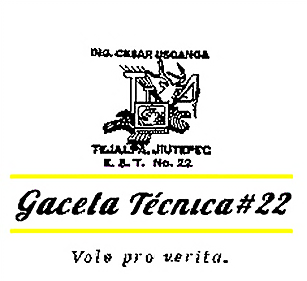 ING. CESAR USCANGA
TEJALPA, JIUTEPEC
E. S. T. No. 22
Gaceta Técnica#22
Volo pro verita.